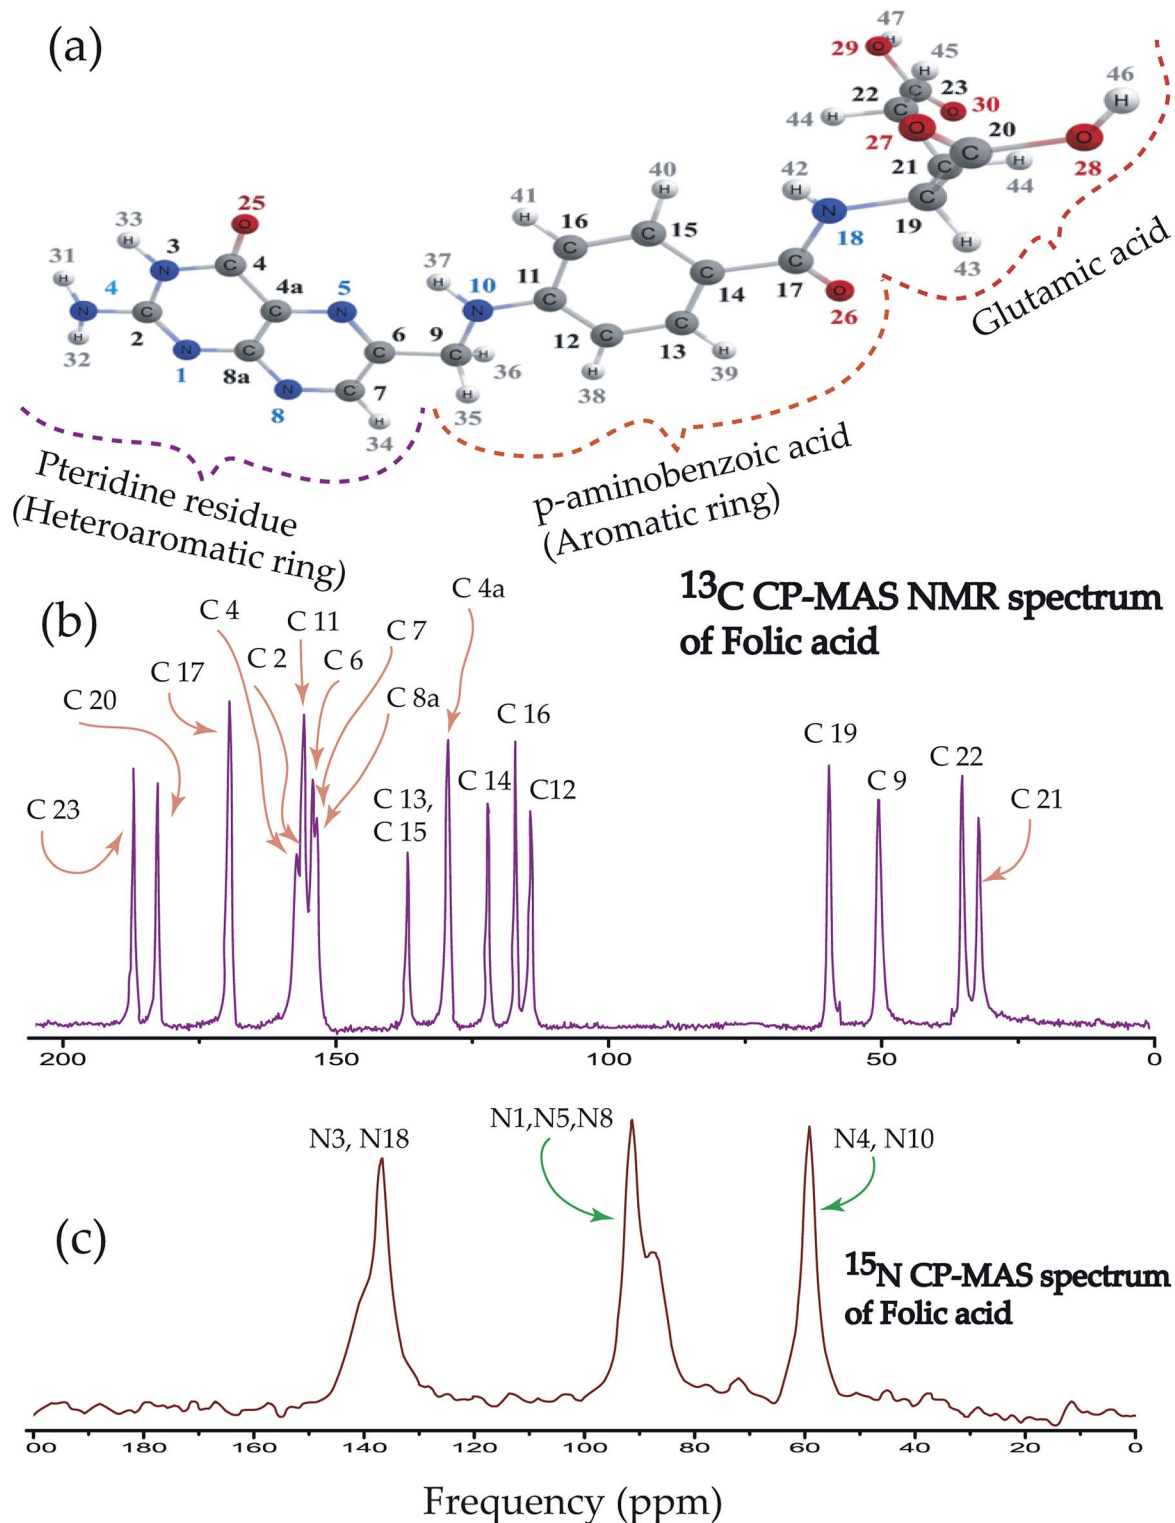 (a)
47
29
45
46
22
23
30
44
27
20
21
28
44
42
40
19
18
43
41
16
15
33
25
3
4
31
4
37
10
11
14
17
26
4a
5
2
32
1
8a
6
9
36
12
13
39
8
7
34
35
38
Pteridine residue
(Heteroaromatic ring)
p-aminobenzoic acid
(Aromatic ring)
Glutamic acid
(b)
13C CP-MAS NMR spectrum
of Folic acid
C 23
C 20
C 17
C 4
C 2
C 11
C 6
C 7
C 8a
C 13,
C 15
C 4a
C 14
C 16
C12
C 19
C 9
C 22
C 21
200 150 100 50 0
(c)
N3, N18
N1,N5,N8
N4, N10
15N CP-MAS spectrum
of Folic acid
00 180 160 140 120 100 80 60 40 20 0
Frequency (ppm)